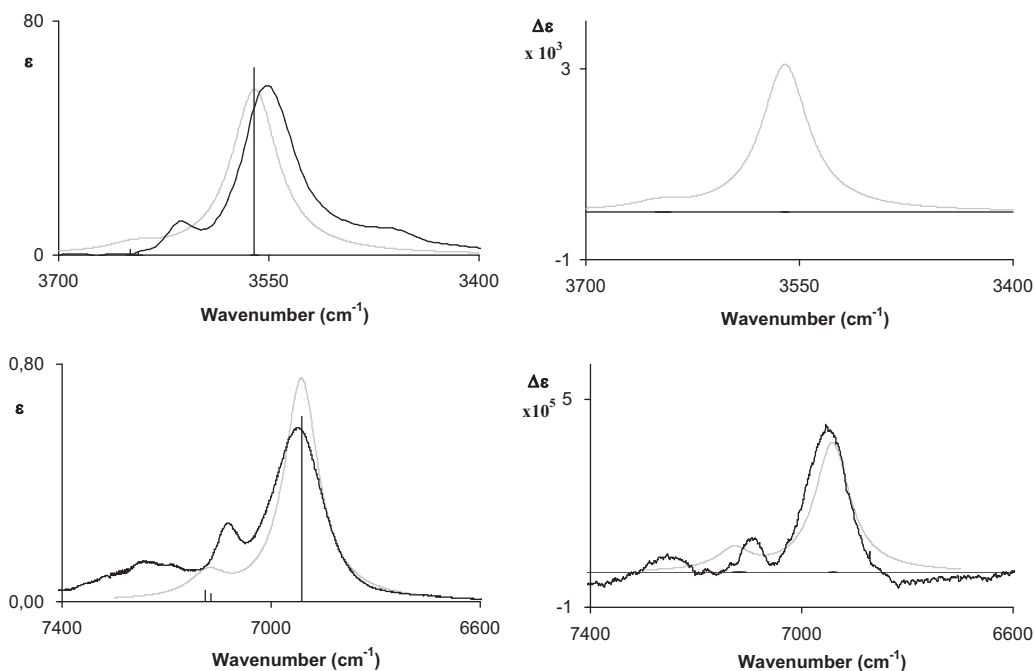 80
ε
0
3700
3550
3400
Wavenumber (cm⁻¹)
Δε
x 10³
3
-1
3700
3550
3400
Wavenumber (cm⁻¹)
0,80
ε
0,00
7400
7000
6600
Wavenumber (cm⁻¹)
Δε
x10⁵
5
-1
7400
7000
6600
Wavenumber (cm⁻¹)